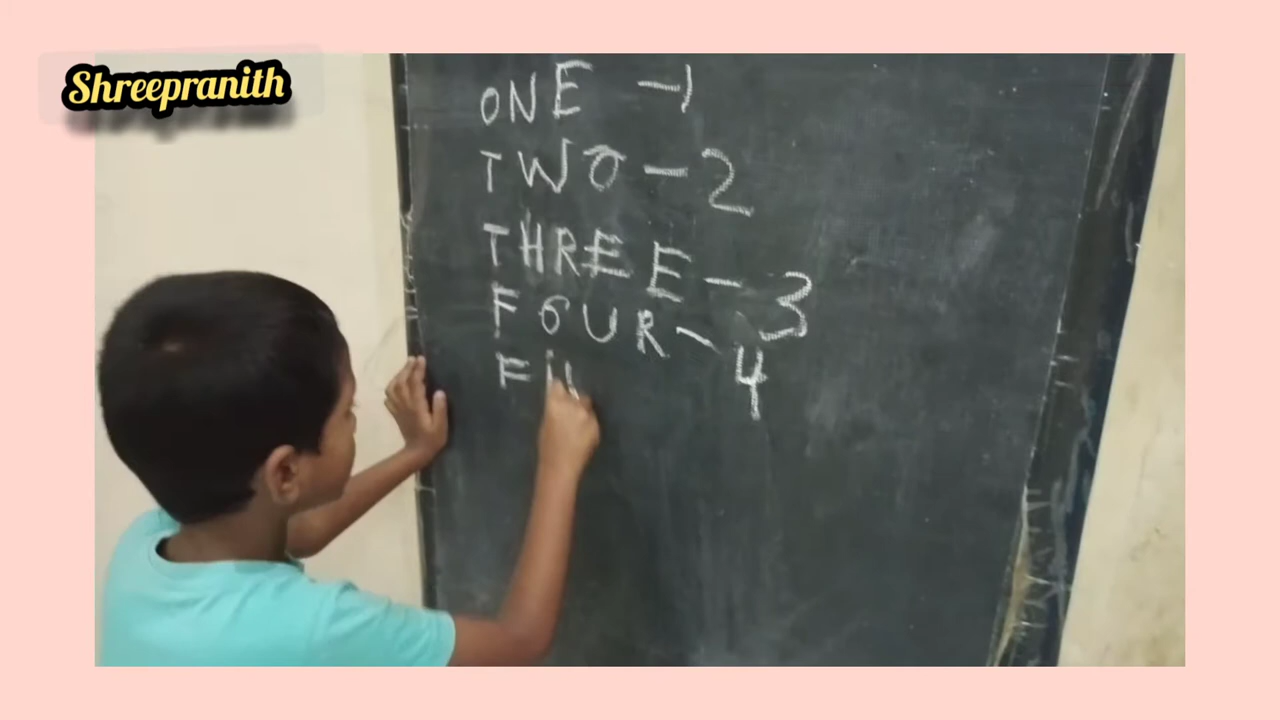 Shreepranith
ONE - 1
TWO - 2
THREE - 3
FOUR - 4